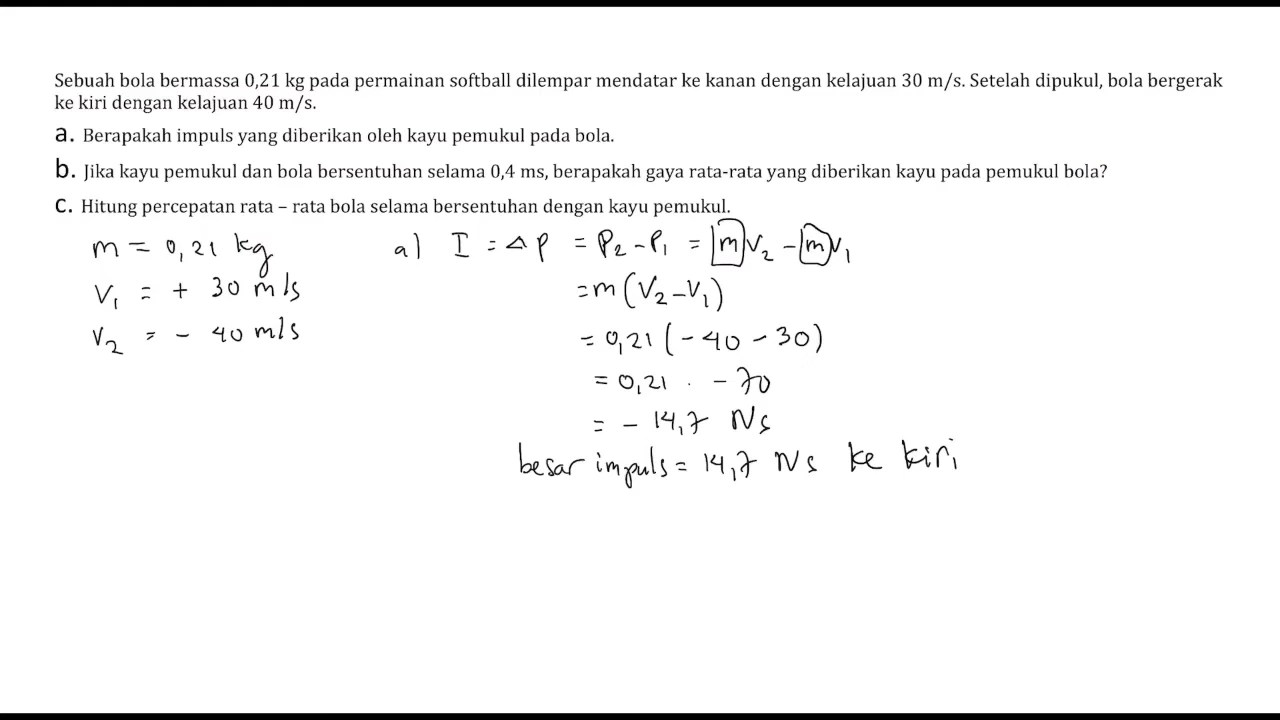 Sebuah bola bermassa 0,21 kg pada permainan softball dilempar mendatar ke kanan dengan kelajuan 30 m/s. Setelah dipukul, bola bergerak
ke kiri dengan kelajuan 40 m/s.
a. Berapakah impuls yang diberikan oleh kayu pemukul pada bola.
b. Jika kayu pemukul dan bola bersentuhan selama 0,4 ms, berapakah gaya rata-rata yang diberikan kayu pada pemukul bola?
c. Hitung percepatan rata – rata bola selama bersentuhan dengan kayu pemukul.
m = 0,21 kg
v₁ = + 30 m/s
v₂ = - 40 m/s
a) I = Δp = P₂ - P₁ = m v₂ - m v₁
= m (v₂ - v₁)
= 0,21 (-40 - 30)
= 0,21 . -70
= - 14,7 Ns
besar impuls = 14,7 Ns ke kiri